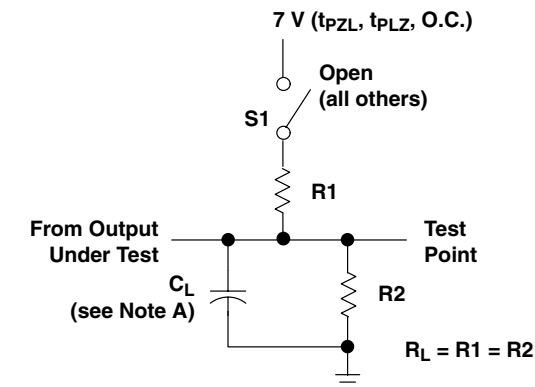 7 V (tPZL, tPLZ, O.C.)
Open
(all others)
S1
R1
From Output
Under Test
Test
Point
CL
(see Note A)
R2
RL = R1 = R2